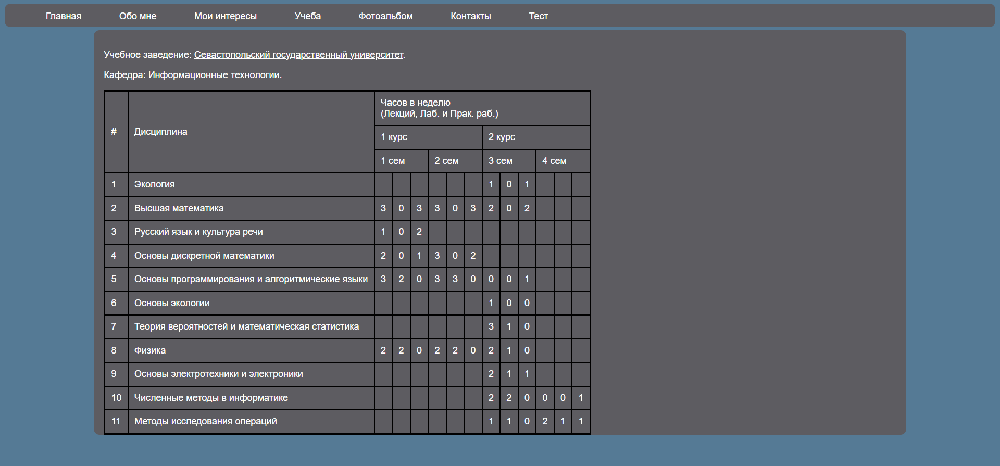 Главная Обо мне Мои интересы Учеба Фотоальбом Контакты Тест
Учебное заведение: Севастопольский государственный университет.
Кафедра: Информационные технологии.
# Дисциплина Часов в неделю
(Лекций, Лаб. и Прак. раб.)
1 курс 2 курс
1 сем 2 сем 3 сем 4 сем
1 Экология 1 0 1
2 Высшая математика 3 0 3 3 0 3 2 0 2
3 Русский язык и культура речи 1 0 2
4 Основы дискретной математики 2 0 1 3 0 2
5 Основы программирования и алгоритмические языки 3 2 0 3 3 0 0 0 1
6 Основы экологии 1 0 0
7 Теория вероятностей и математическая статистика 3 1 0
8 Физика 2 2 0 2 2 0 2 1 0
9 Основы электротехники и электроники 2 1 1
10 Численные методы в информатике 2 2 0 0 0 1
11 Методы исследования операций 1 1 0 2 1 1